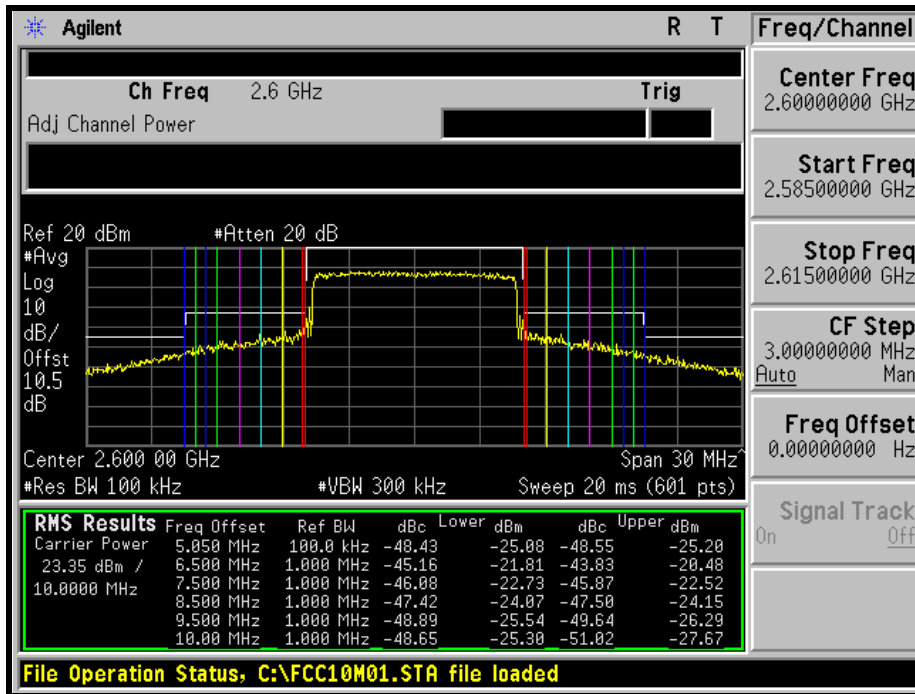 Agilent R T
Freq/Channel
Ch Freq 2.6 GHz Trig
Adj Channel Power
Center Freq
2.60000000 GHz
Start Freq
2.58500000 GHz
Stop Freq
2.61500000 GHz
CF Step
3.00000000 MHz
Auto Man
Freq Offset
0.00000000 Hz
Signal Track
On Off
Ref 20 dBm #Atten 20 dB
#Avg
Log
10
dB/
Offst
10.5
dB
Center 2.600 00 GHz Span 30 MHz^
#Res BW 100 kHz #VBW 300 kHz Sweep 20 ms (601 pts)
RMS Results Freq Offset Ref BW dBc Lower dBm dBc Upper dBm
Carrier Power 5.050 MHz 100.0 kHz -48.43 -25.08 -48.55 -25.20
23.35 dBm / 6.500 MHz 1.000 MHz -45.16 -21.81 -43.83 -20.48
10.0000 MHz 7.500 MHz 1.000 MHz -46.08 -22.73 -45.87 -22.52
8.500 MHz 1.000 MHz -47.42 -24.07 -47.50 -24.15
9.500 MHz 1.000 MHz -48.89 -25.54 -49.64 -26.29
10.00 MHz 1.000 MHz -48.65 -25.30 -51.02 -27.67
File Operation Status, C:\FCC10M01.STA file loaded